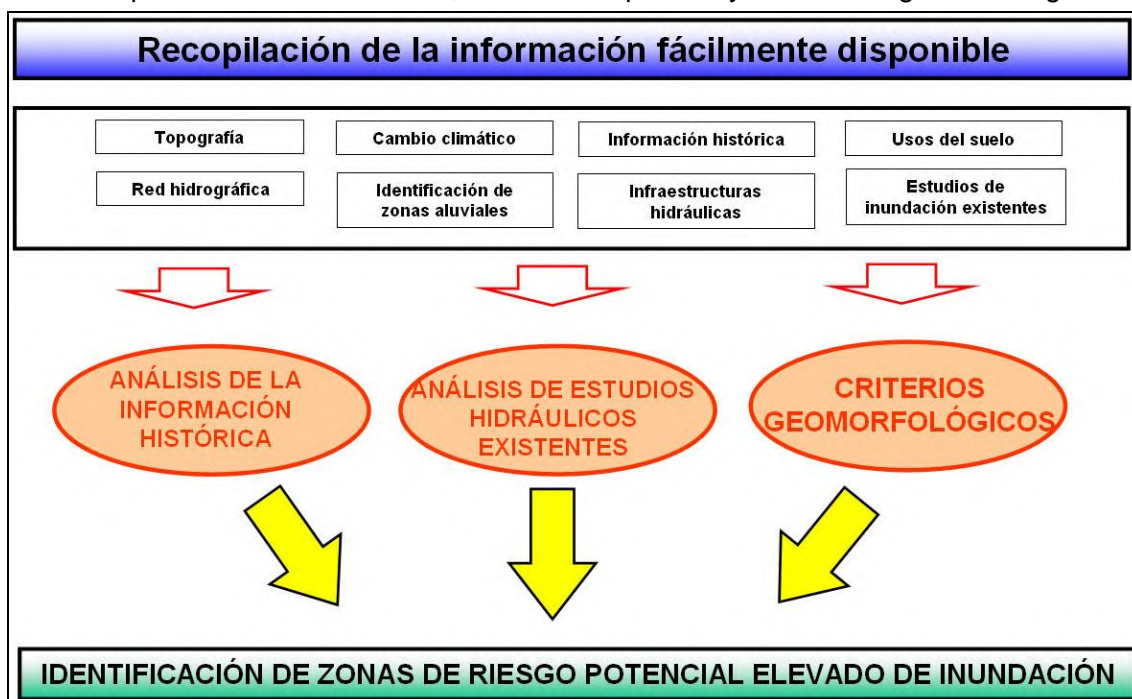 Recopilación de la información fácilmente disponible
Topografía
Cambio climático
Información histórica
Usos del suelo
Red hidrográfica
Identificación de
zonas aluviales
Infraestructuras
hidráulicas
Estudios de
inundación existentes
ANÁLISIS DE LA
INFORMACIÓN
HISTÓRICA
ANÁLISIS DE ESTUDIOS
HIDRÁULICOS
EXISTENTES
CRITERIOS
GEOMORFOLÓGICOS
IDENTIFICACIÓN DE ZONAS DE RIESGO POTENCIAL ELEVADO DE INUNDACIÓN